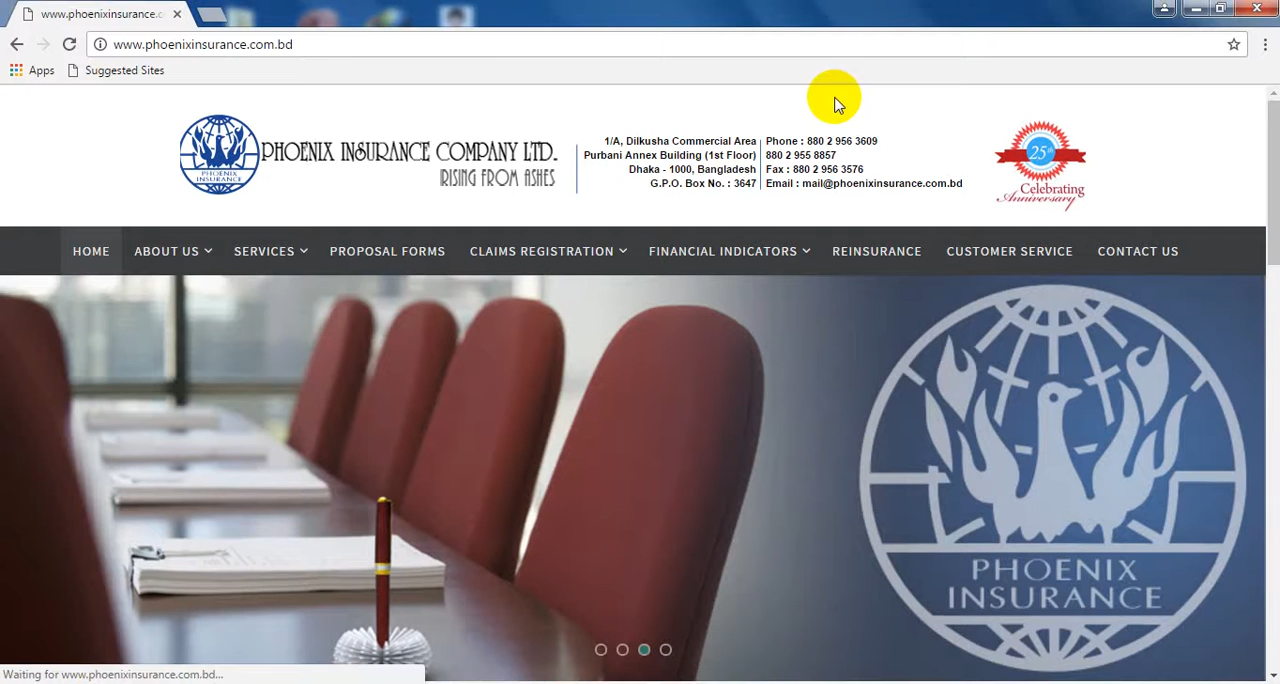 www.phoenixinsurance.c
www.phoenixinsurance.com.bd
Apps
Suggested Sites
PHOENIX
INSURANCE
PHOENIX INSURANCE COMPANY LTD.
RISING FROM ASHES
1/A, Dilkusha Commercial Area
Purbani Annex Building (1st Floor)
Dhaka - 1000, Bangladesh
G.P.O. Box No. : 3647
Phone : 880 2 956 3609
880 2 955 8857
Fax : 880 2 956 3576
Email : mail@phoenixinsurance.com.bd
25th
Celebrating
Anniversary
HOME ABOUT US SERVICES PROPOSAL FORMS CLAIMS REGISTRATION FINANCIAL INDICATORS REINSURANCE CUSTOMER SERVICE CONTACT US
PHOENIX
INSURANCE
Waiting for www.phoenixinsurance.com.bd...